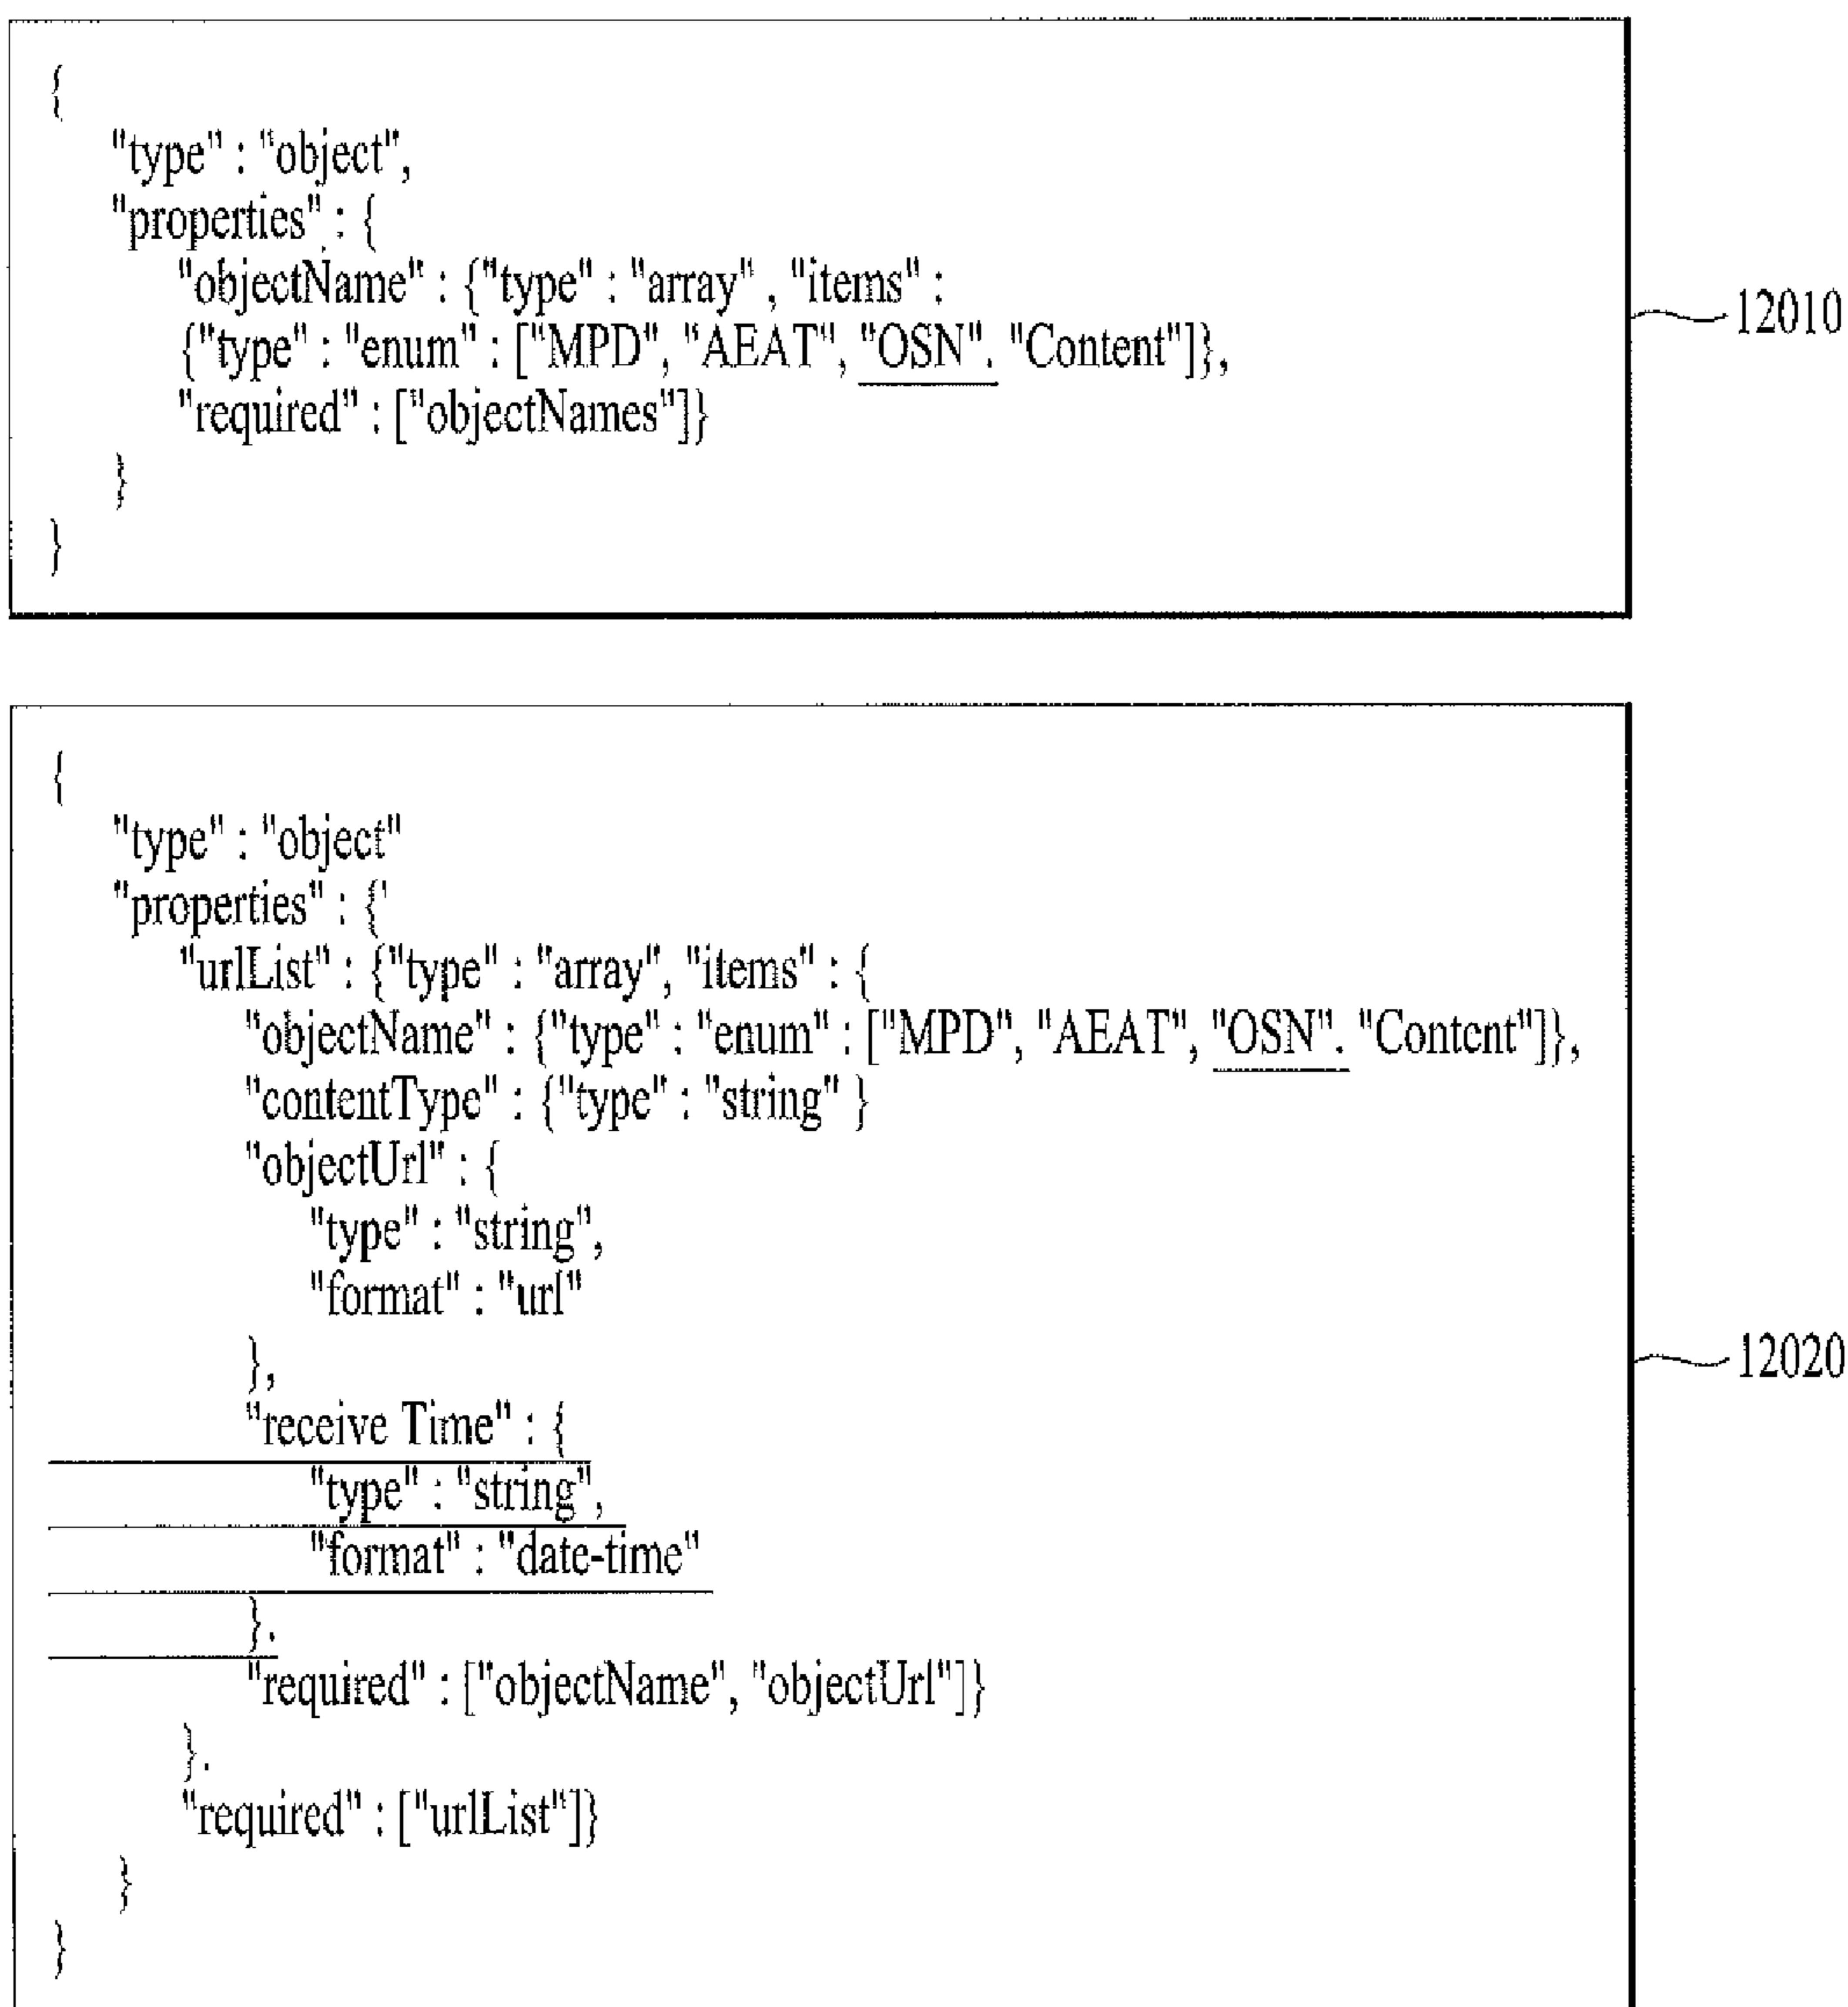 {
"type" : "object",
"properties" : {
"objectName" : {"type" : "array" , "items" :
{"type" : "enum" : ["MPD", "AEAT", "OSN". "Content"]},
"required" : ["objectNames"]}
}
}
12010
{
"type" : "object"
"properties" : {'
"urlList" : {"type" : "array", "items" : {
"objectName" : {"type" : "enum" : ["MPD", "AEAT", "OSN". "Content"]},
"contentType" : {"type" : "string" }
"objectUrl" : {
"type" : "string",
"format" : "url"
},
"receive Time" : {
"type" : "string",
"format" : "date-time"
}.
"required" : ["objectName", "objectUrl"]}
}.
"required" : ["urlList"]}
}
}
12020